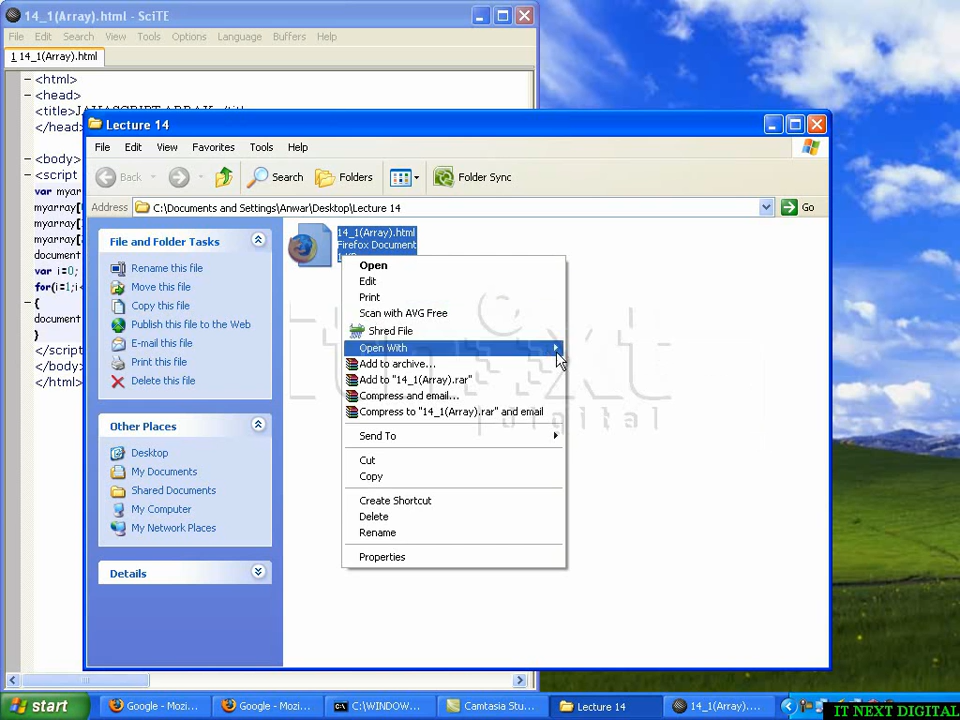 14_1(Array).html - SciTE
File Edit Search View Tools Options Language Buffers Help
1 14_1(Array).html
<html>
<head>
<title>JAVASCRIPT ARRAY</title>
</head>
<body>
<script
var myar
myarray[
myarray[
myarray[
document
var i=0;
for(i=1;i<
{
document
}
</script
</body>
</html>
Lecture 14
File Edit View Favorites Tools Help
Back Search Folders Folder Sync
Address C:\Documents and Settings\Anwar\Desktop\Lecture 14 Go
File and Folder Tasks
Rename this file
Move this file
Copy this file
Publish this file to the Web
E-mail this file
Print this file
Delete this file
Other Places
Desktop
My Documents
Shared Documents
My Computer
My Network Places
Details
14_1(Array).html
Firefox Document
Open
Edit
Print
Scan with AVG Free
Shred File
Open With
Add to archive...
Add to "14_1(Array).rar"
Compress and email...
Compress to "14_1(Array).rar" and email
Send To
Cut
Copy
Create Shortcut
Delete
Rename
Properties
itnext
digital
start Google - Mozi... Google - Mozi... C:\WINDOW... Camtasia Stu... Lecture 14 14_1(Array)....
IT NEXT DIGITAL